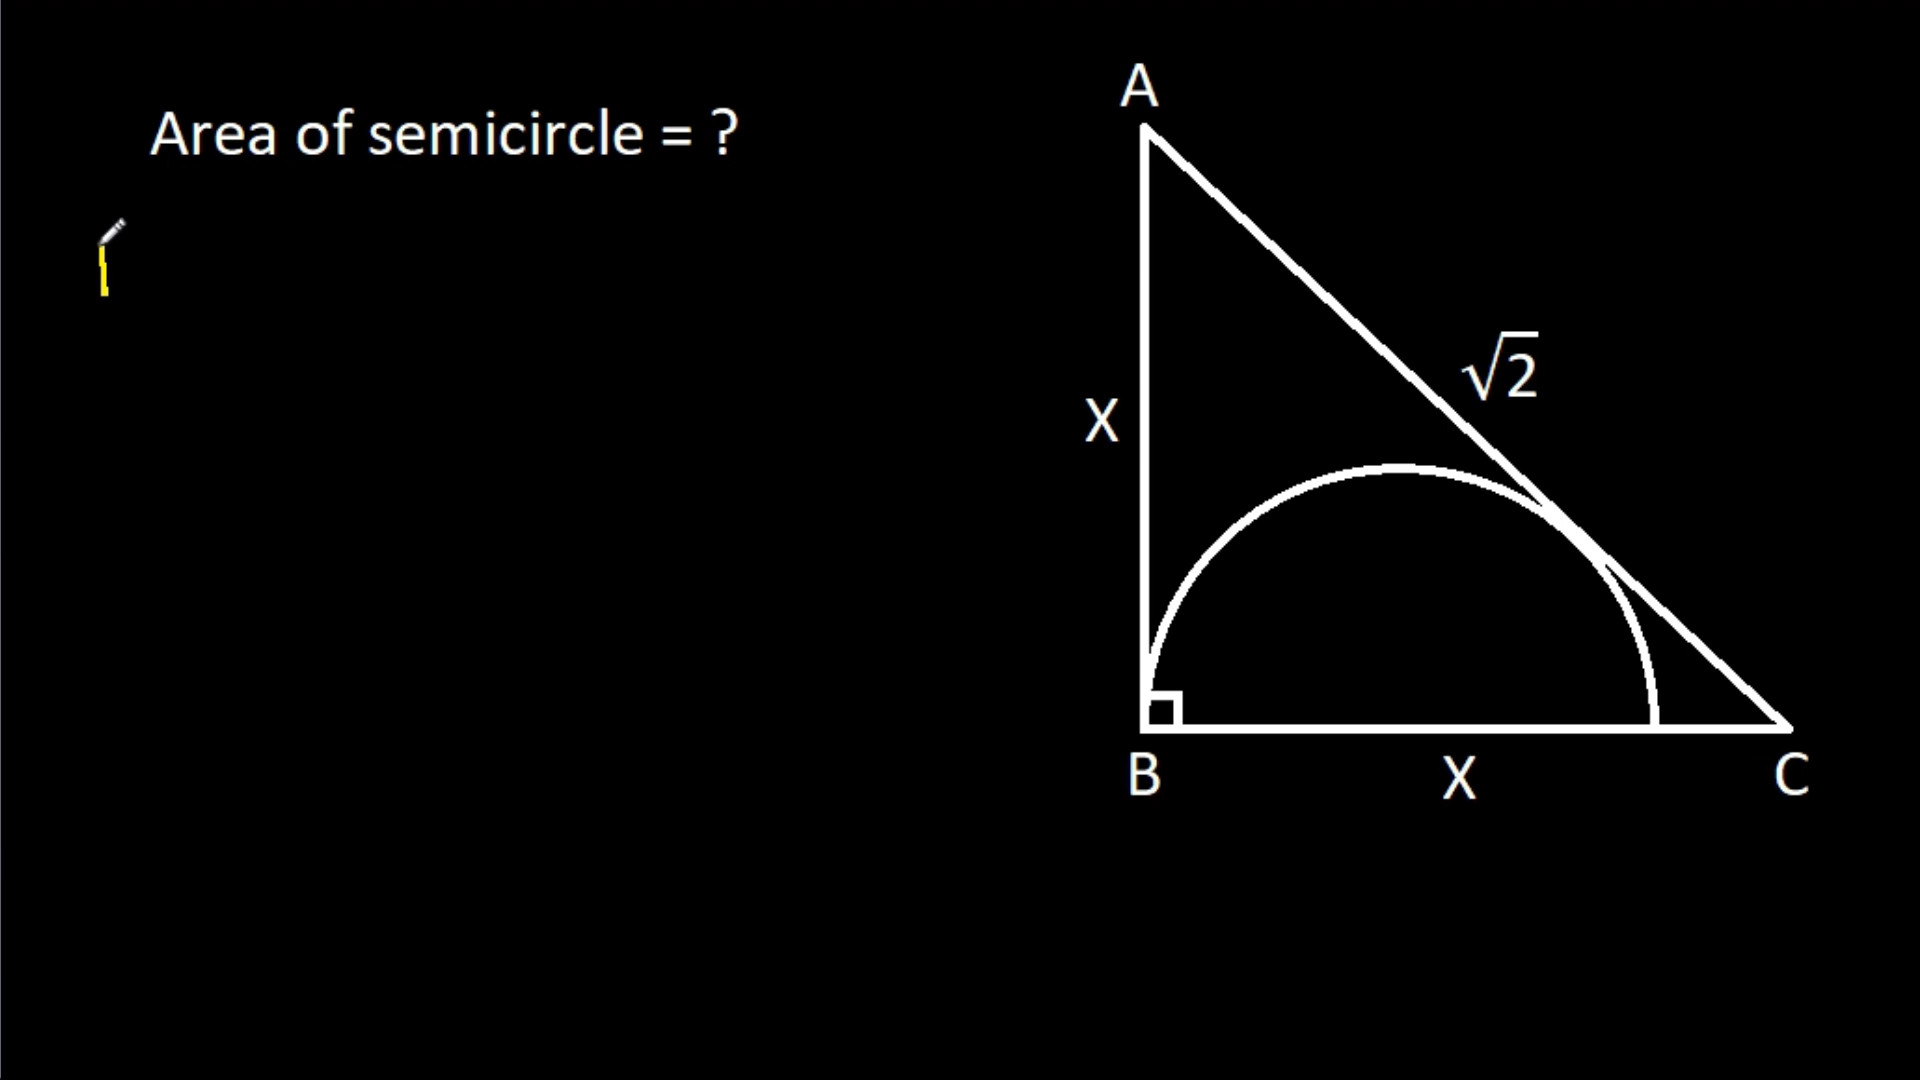 Area of semicircle = ?
A
√2
X
B
X
C